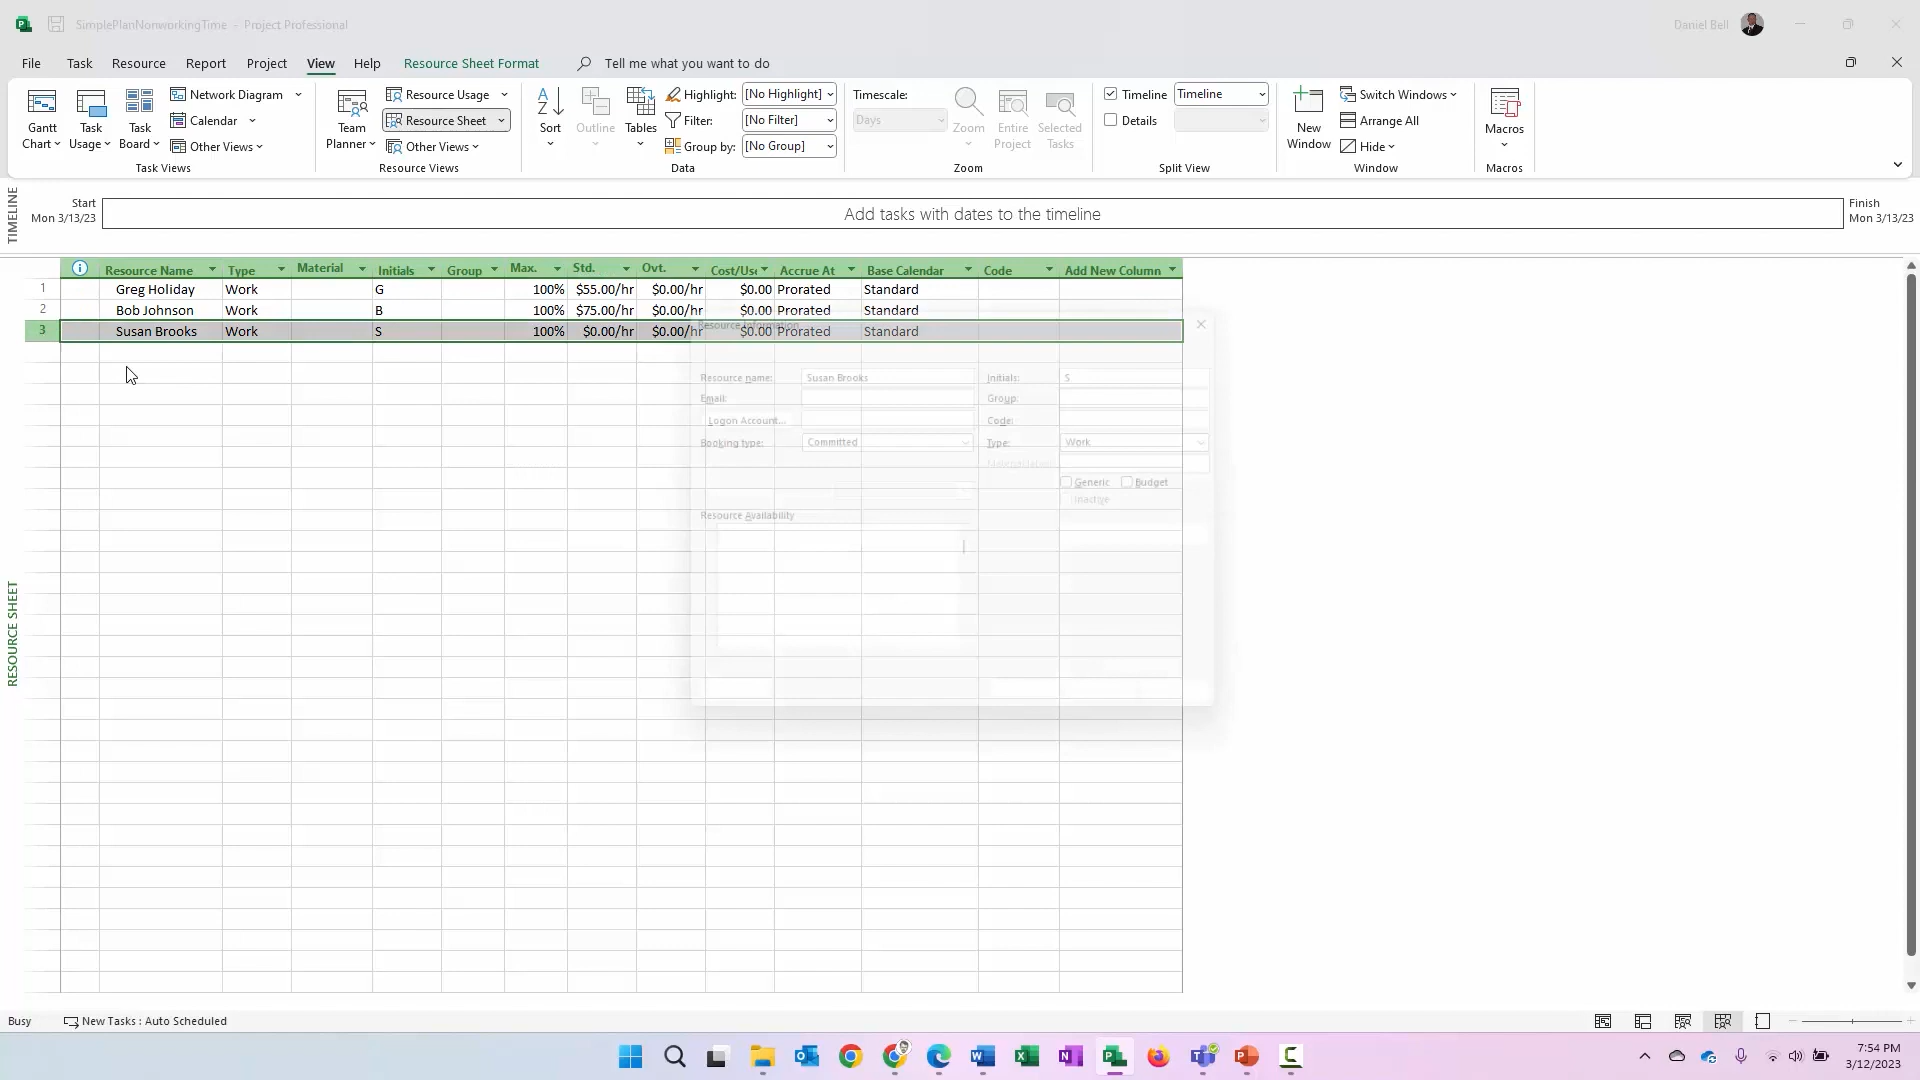 SimplePlanNonworkingTime - Project Professional
Daniel Bell
File Task Resource Report Project View Help Resource Sheet Format Tell me what you want to do
Gantt Chart
Task Usage
Task Board
Network Diagram
Calendar
Other Views
Task Views
Team Planner
Resource Usage
Resource Sheet
Other Views
Resource Views
Sort
Outline
Tables
Highlight: [No Highlight]
Filter: [No Filter]
Group by: [No Group]
Data
Timescale:
Days
Zoom
Entire Project
Selected Tasks
Zoom
Timeline Timeline
Details
Split View
New Window
Switch Windows
Arrange All
Hide
Window
Macros
Macros
TIMELINE
Start
Mon 3/13/23
Add tasks with dates to the timeline
Finish
Mon 3/13/23
Resource Name Type Material Initials Group Max. Std. Ovt. Cost/Use Accrue At Base Calendar Code Add New Column
1 Greg Holiday Work G 100% $55.00/hr $0.00/hr $0.00 Prorated Standard
2 Bob Johnson Work B 100% $75.00/hr $0.00/hr $0.00 Prorated Standard
3 Susan Brooks Work S 100% $0.00/hr $0.00/hr $0.00 Prorated Standard
Resource Information
Resource name: Susan Brooks Initials: S
Email: Group:
Logon Account... Code:
Booking type: Committed Type: Work
Generic Budget
Inactive
Resource Availability
RESOURCE SHEET
Busy New Tasks : Auto Scheduled
7:54 PM
3/12/2023